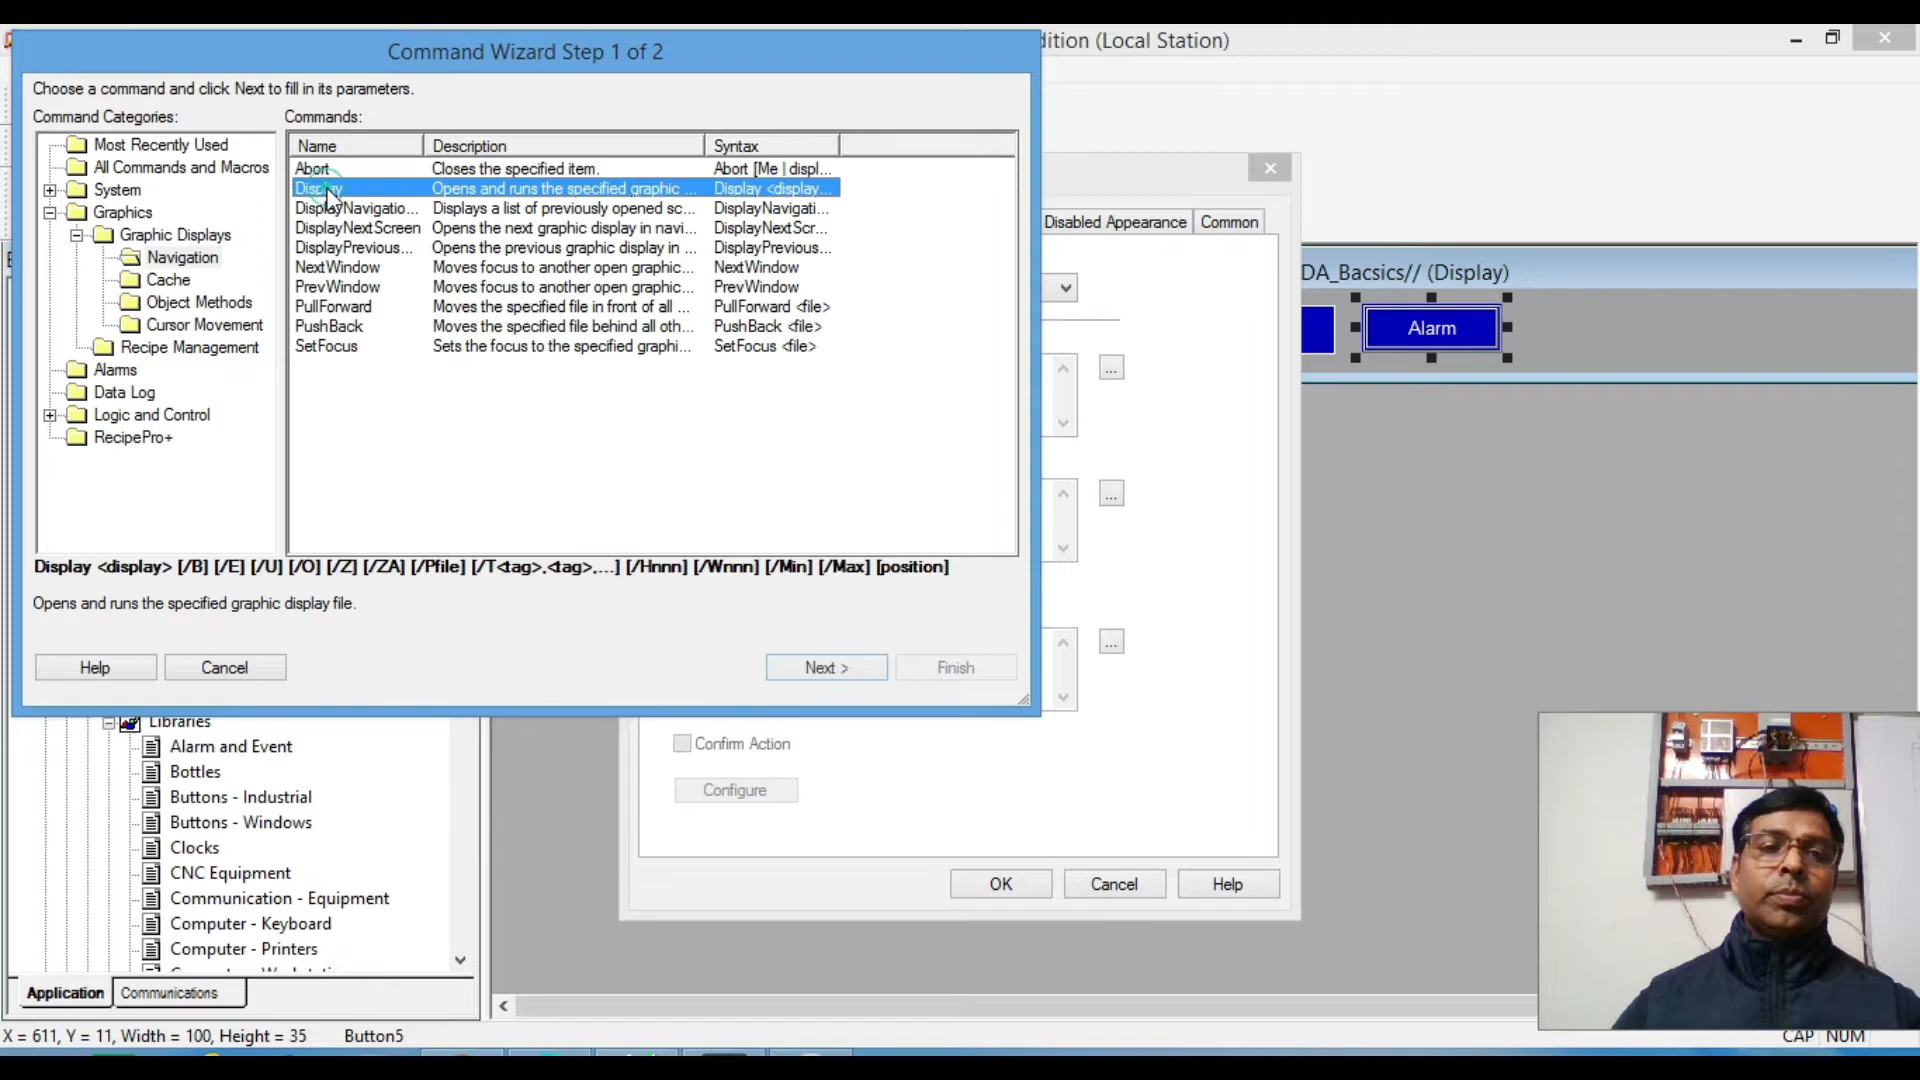 Command Wizard Step 1 of 2
dition (Local Station)
Choose a command and click Next to fill in its parameters.
Command Categories:
Commands:
Most Recently Used
All Commands and Macros
System
Graphics
Graphic Displays
Navigation
Cache
Object Methods
Cursor Movement
Recipe Management
Alarms
Data Log
Logic and Control
RecipePro+
Name Description Syntax
Abort Closes the specified item. Abort [Me | displ...
Display Opens and runs the specified graphic ... Display <display...
DisplayNavigatio... Displays a list of previously opened sc... DisplayNavigati...
DisplayNextScreen Opens the next graphic display in navi... DisplayNextScr...
DisplayPrevious... Opens the previous graphic display in ... DisplayPrevious...
NextWindow Moves focus to another open graphic... NextWindow
PrevWindow Moves focus to another open graphic... PrevWindow
PullForward Moves the specified file in front of all ... PullForward <file>
PushBack Moves the specified file behind all oth... PushBack <file>
SetFocus Sets the focus to the specified graphi... SetFocus <file>
Display <display> [/B] [/E] [/U] [/O] [/Z] [/ZA] [/Pfile] [/T<tag>,<tag>,...] [/Hnnn] [/Wnnn] [/Min] [/Max] [position]
Opens and runs the specified graphic display file.
Help
Cancel
Next >
Finish
Disabled Appearance
Common
...
...
...
Confirm Action
Configure
OK
Cancel
Help
DA_Bacsics// (Display)
Alarm
Libraries
Alarm and Event
Bottles
Buttons - Industrial
Buttons - Windows
Clocks
CNC Equipment
Communication - Equipment
Computer - Keyboard
Computer - Printers
Application
Communications
X = 611, Y = 11, Width = 100, Height = 35
Button5
CAP NUM